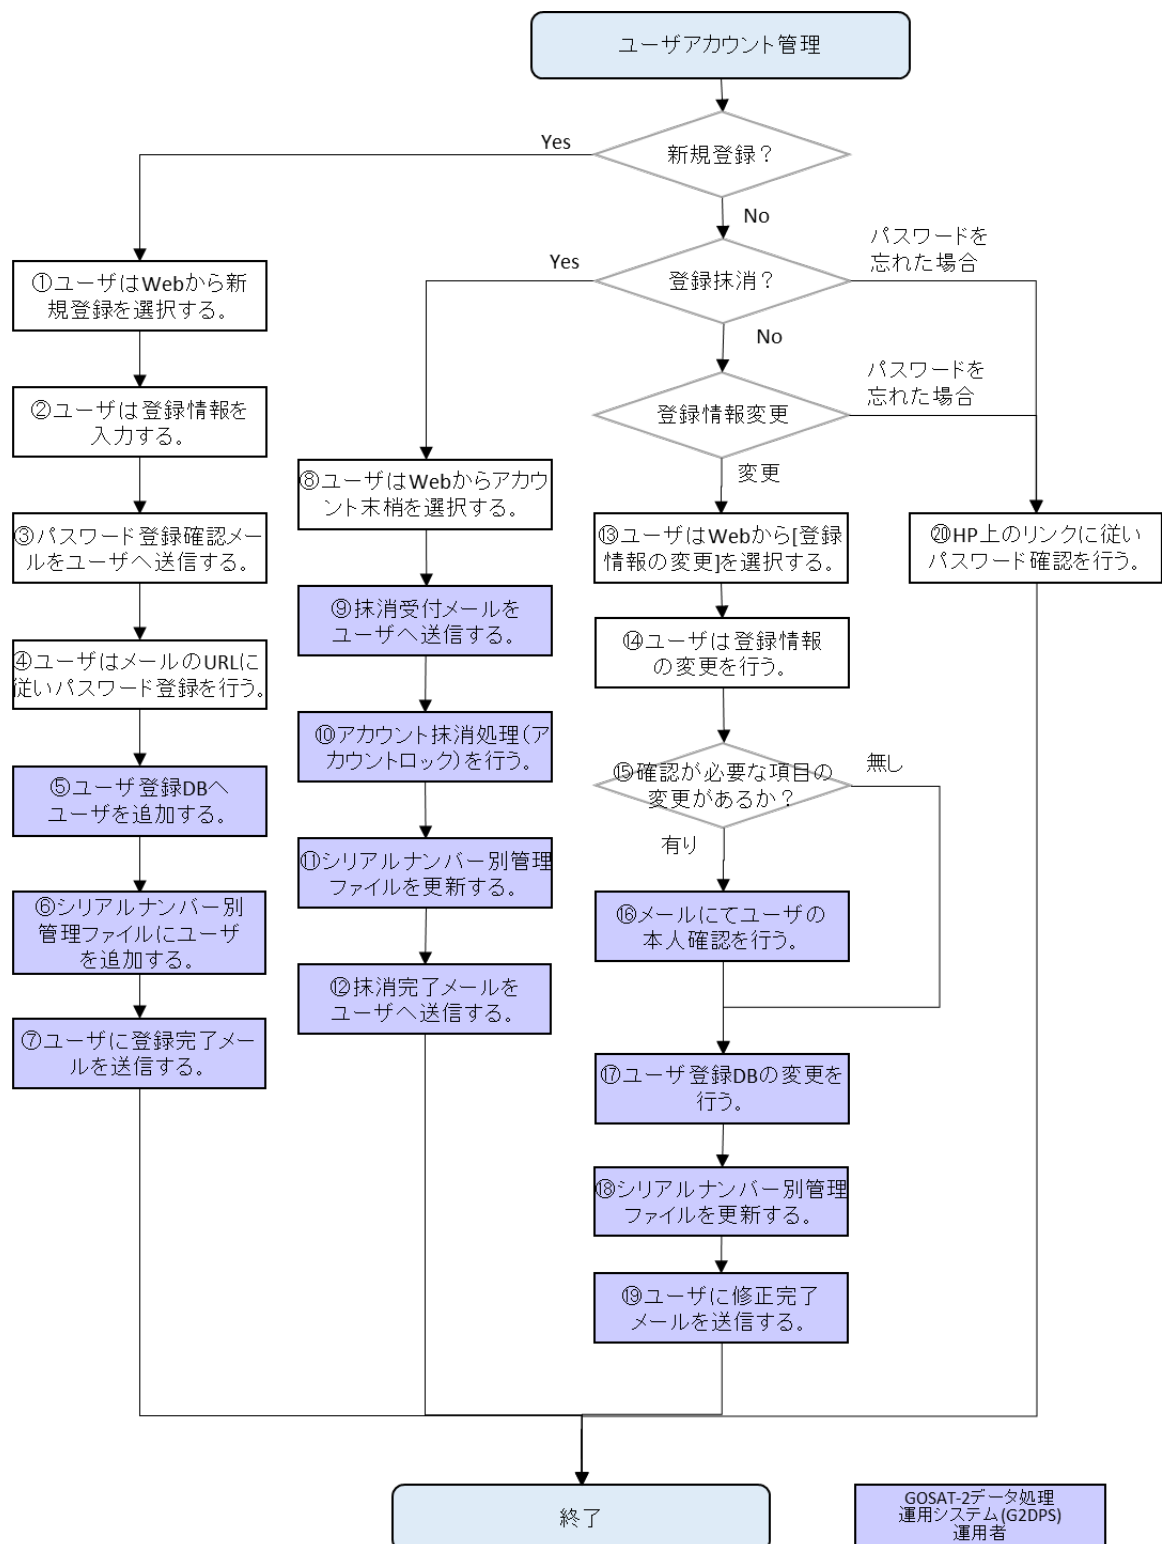 ユーザアカウント管理
新規登録？
Yes
No
登録抹消？
Yes
パスワードを
忘れた場合
No
登録情報変更
パスワードを
忘れた場合
変更
①ユーザはWebから新
規登録を選択する。
②ユーザは登録情報を
入力する。
③パスワード登録確認メー
ルをユーザへ送信する。
④ユーザはメールのURLに
従いパスワード登録を行う。
⑤ユーザ登録DBへ
ユーザを追加する。
⑥シリアルナンバー別
管理ファイルにユーザ
を追加する。
⑦ユーザに登録完了メー
ルを送信する。
⑧ユーザはWebからアカウ
ント末梢を選択する。
⑨抹消受付メールを
ユーザへ送信する。
⑩アカウント抹消処理（ア
カウントロック）を行う。
⑪シリアルナンバー別管理
ファイルを更新する。
⑫抹消完了メールを
ユーザへ送信する。
⑬ユーザはWebから[登録
情報の変更]を選択する。
⑭ユーザは登録情報
の変更を行う。
⑮確認が必要な項目の
変更があるか？
無し
有り
⑯メールにてユーザの
本人確認を行う。
⑰ユーザ登録DBの変更を
行う。
⑱シリアルナンバー別管理
ファイルを更新する。
⑲ユーザに修正完了
メールを送信する。
⑳HP上のリンクに従い
パスワード確認を行う。
終了
GOSAT-2データ処理
運用システム(G2DPS)
運用者